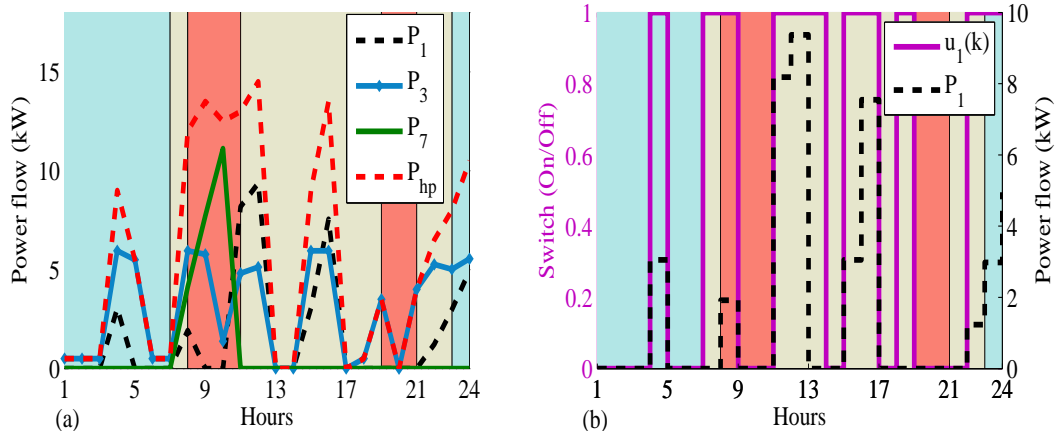 Power flow (kW)
15
10
5
0
1
5
9
13
17
21
24
Hours
(a)
P1
P3
P7
Php
Switch (On/Off)
1
0.8
0.6
0.4
0.2
0
1
5
9
13
17
21
24
Hours
(b)
u1(k)
P1
10
8
6
4
2
0
Power flow (kW)